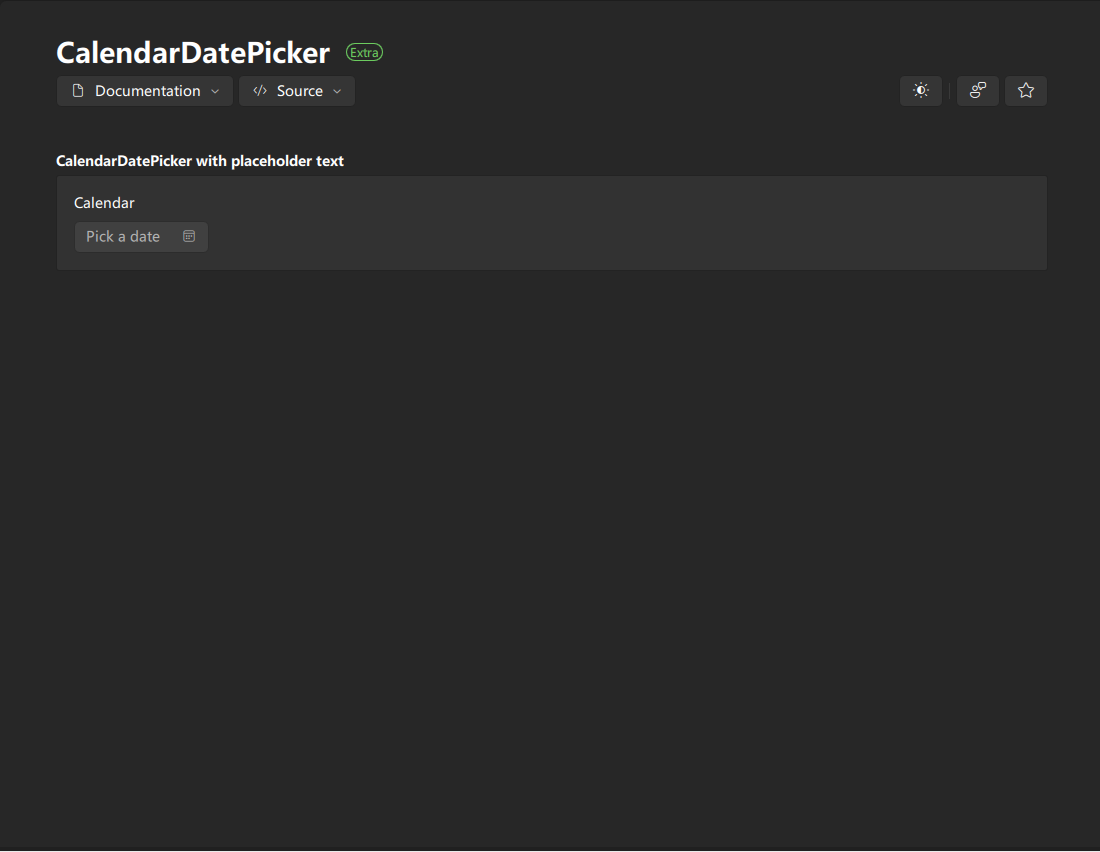 CalendarDatePicker Extra
Documentation Source
CalendarDatePicker with placeholder text
Calendar
Pick a date